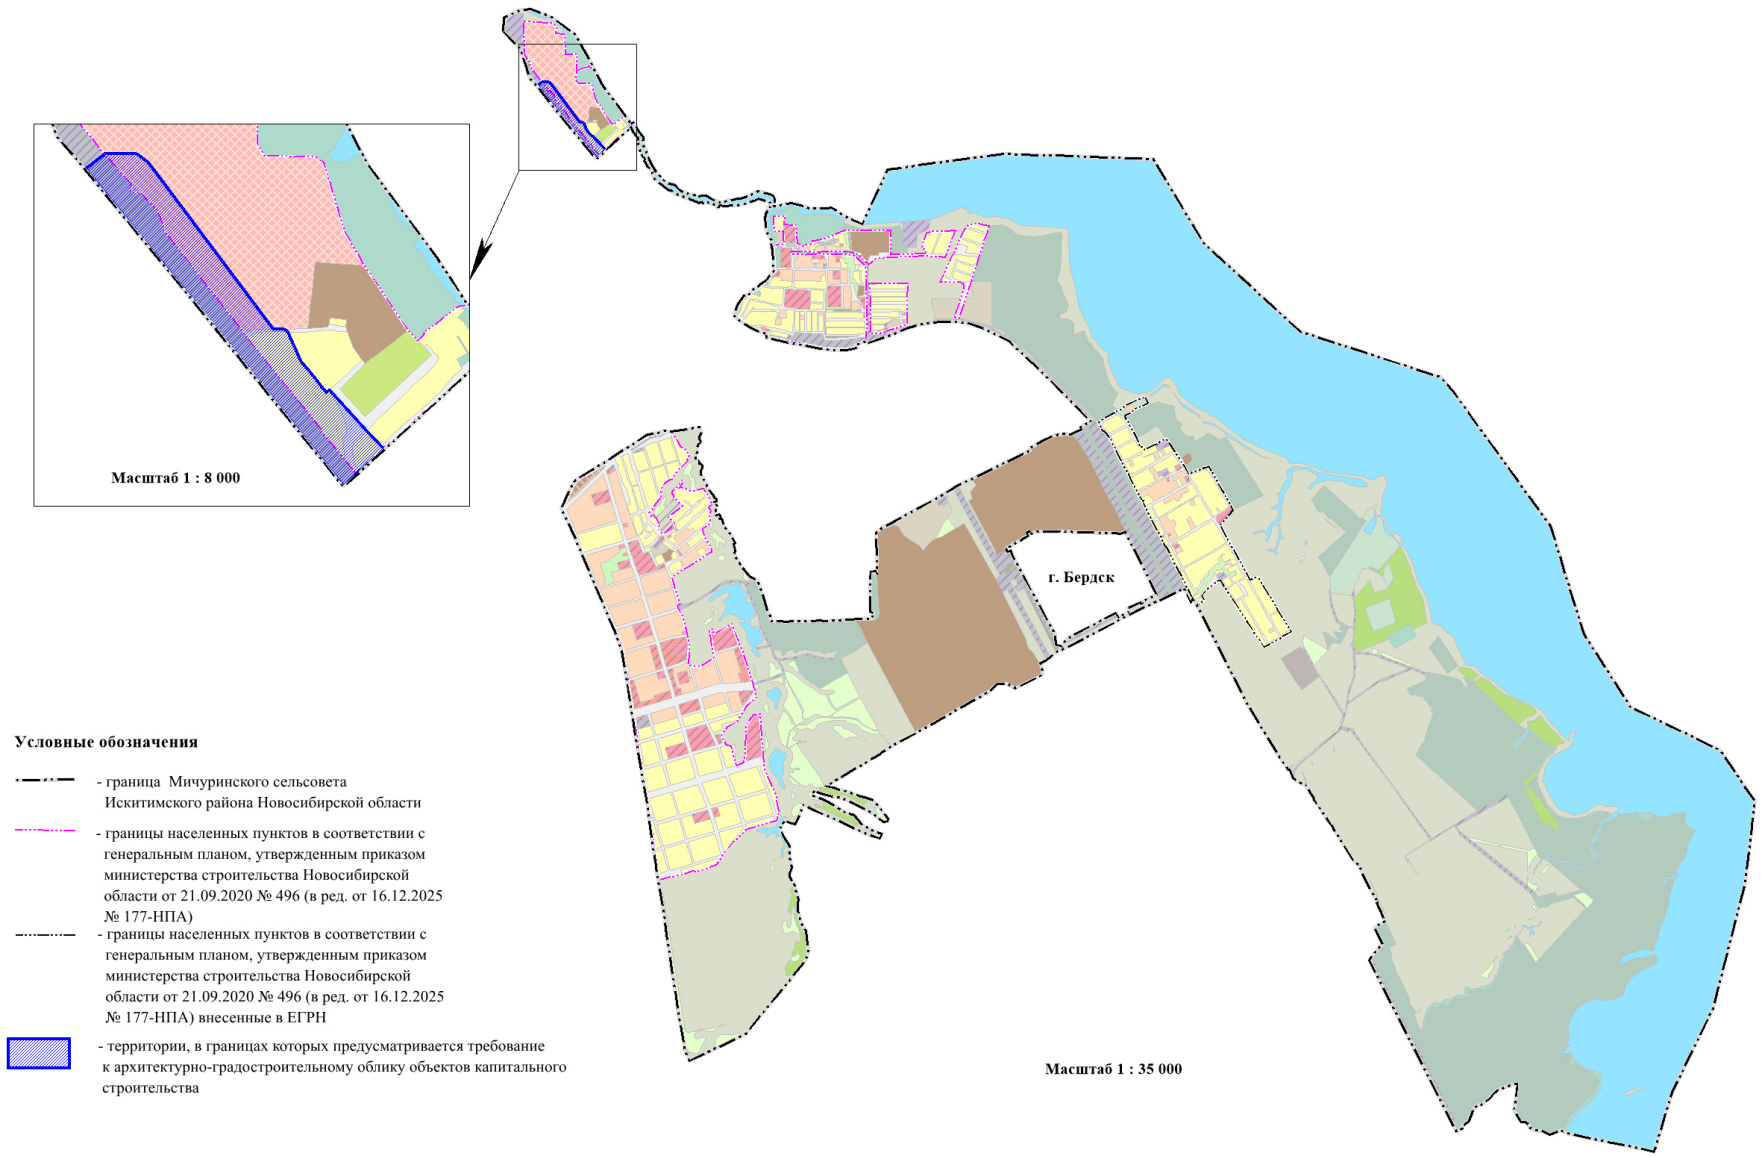 Масштаб 1 : 8 000
г. Бердск
Условные обозначения
- граница Мичуринского сельсовета
Искитимского района Новосибирской области
- границы населенных пунктов в соответствии с
генеральным планом, утвержденным приказом
министерства строительства Новосибирской
области от 21.09.2020 № 496 (в ред. от 16.12.2025
№ 177-НПА)
- границы населенных пунктов в соответствии с
генеральным планом, утвержденным приказом
министерства строительства Новосибирской
области от 21.09.2020 № 496 (в ред. от 16.12.2025
№ 177-НПА) внесенные в ЕГРН
- территории, в границах которых предусматривается требование
к архитектурно-градостроительному облику объектов капитального
строительства
Масштаб 1 : 35 000